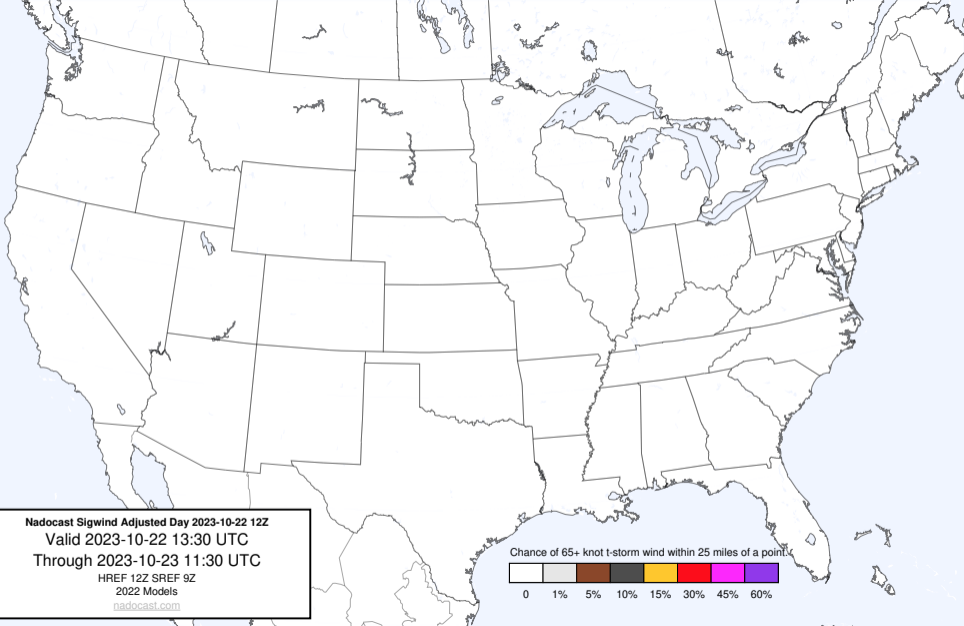 Nadocast Sigwind Adjusted Day 2023-10-22 12Z
Valid 2023-10-22 13:30 UTC
Through 2023-10-23 11:30 UTC
HREF 12Z SREF 9Z
2022 Models
nadocast.com
Chance of 65+ knot t-storm wind within 25 miles of a point.
0 1% 5% 10% 15% 30% 45% 60%